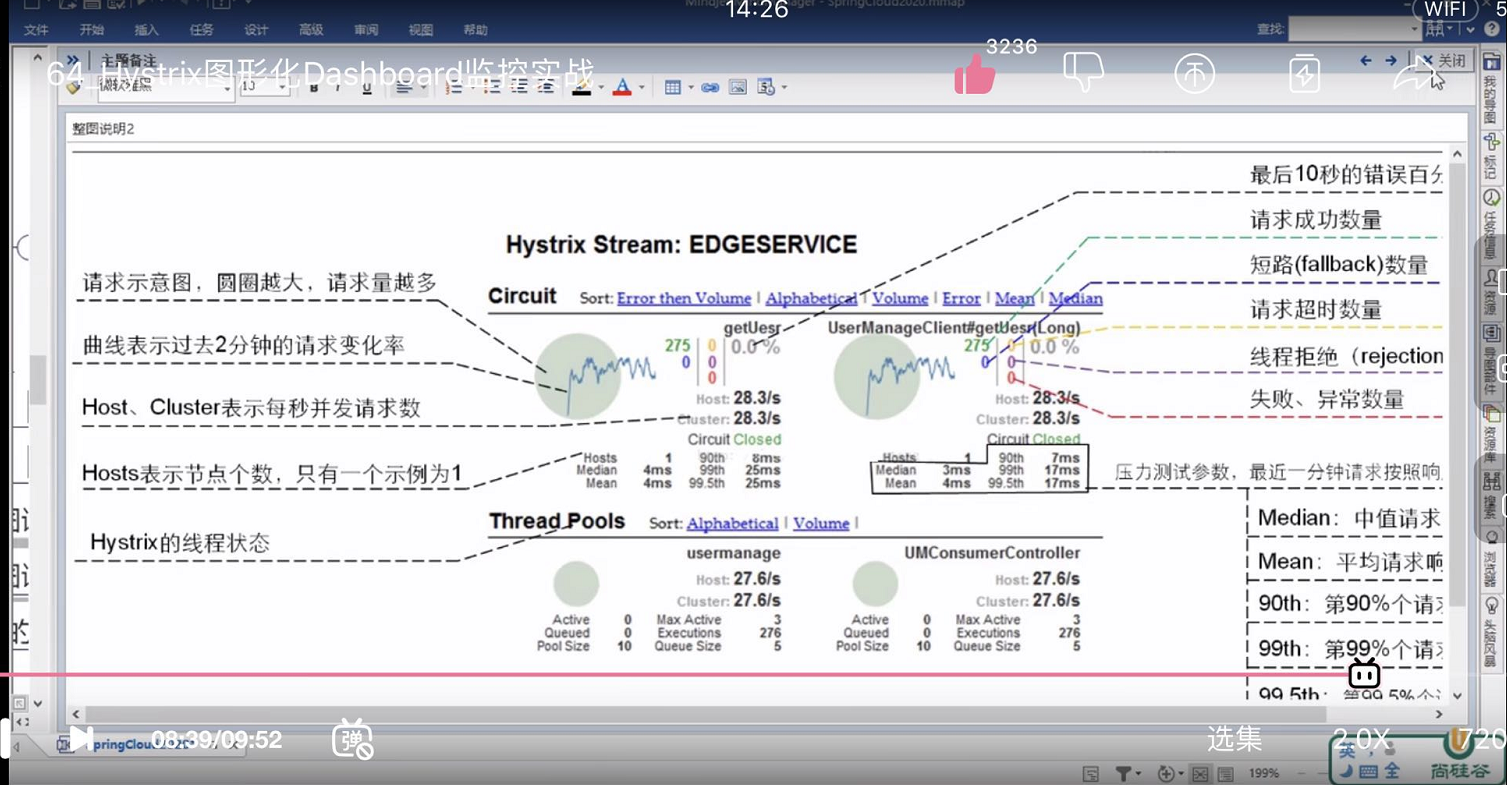 14:26
WIFI
文件 开始 插入 任务 设计 高级 审阅 视图 帮助
查找:
主题备注
64_Hystrix图形化Dashboard监控实战
3236
关闭
整图说明2
最后10秒的错误百分
请求成功数量
短路(fallback)数量
请求超时数量
线程拒绝（rejection
失败、异常数量
请求示意图，圆圈越大，请求量越多
曲线表示过去2分钟的请求变化率
Host、Cluster表示每秒并发请求数
Hosts表示节点个数，只有一个示例为1
Hystrix的线程状态
Hystrix Stream: EDGESERVICE
Circuit Sort: Error then Volume | Alphabetical | Volume | Error | Mean | Median
getUesr
275 0 0.0 %
0 0
0
Host: 28.3/s
Cluster: 28.3/s
Circuit Closed
Hosts 1 90th 8ms
Median 4ms 99th 25ms
Mean 4ms 99.5th 25ms
UserManageClient#getUesr(Long)
275 0 0.0 %
0 0
0
Host: 28.3/s
Cluster: 28.3/s
Circuit Closed
Hosts 1 90th 7ms
Median 3ms 99th 17ms
Mean 4ms 99.5th 17ms
压力测试参数，最近一分钟请求按照响
Median：中值请求
Mean：平均请求响
90th：第90%个请
99th：第99%个请
99.5th：第99.5%个
Thread Pools Sort: Alphabetical | Volume |
usermanage
Host: 27.6/s
Cluster: 27.6/s
Active 0 Max Active 3
Queued 0 Executions 276
Pool Size 10 Queue Size 5
UMConsumerController
Host: 27.6/s
Cluster: 27.6/s
Active 0 Max Active 3
Queued 0 Executions 276
Pool Size 10 Queue Size 5
我的导图
标记
任务信息
资源
导图部件
资源库
搜索
浏览器
头脑风暴
08:39/09:52
弹
选集
2.0X
720
英
全
尚硅谷
199%